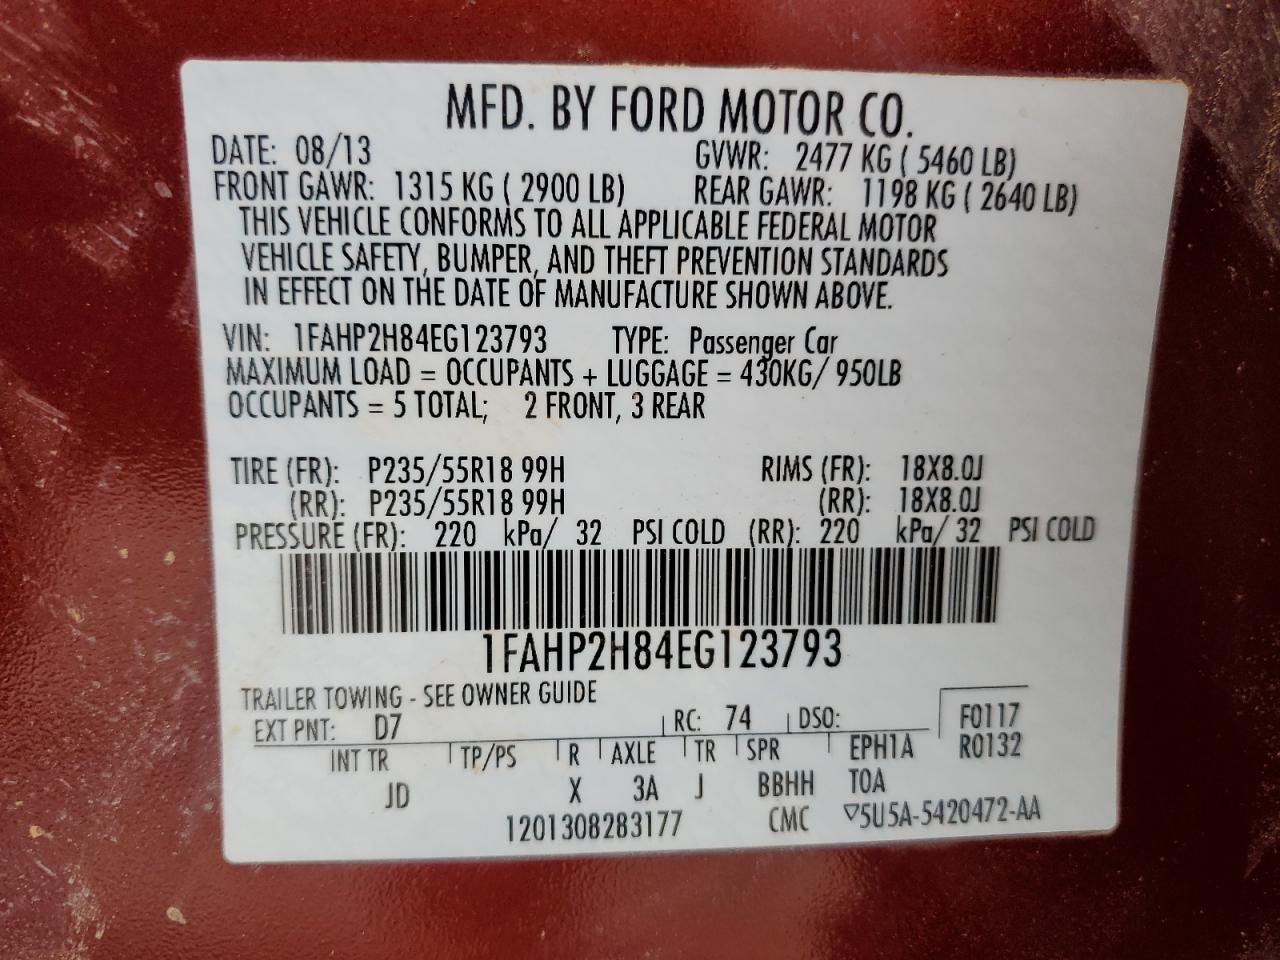 MFD. BY FORD MOTOR CO.
DATE: 08/13 GVWR: 2477 KG ( 5460 LB)
FRONT GAWR: 1315 KG ( 2900 LB) REAR GAWR: 1198 KG ( 2640 LB)
THIS VEHICLE CONFORMS TO ALL APPLICABLE FEDERAL MOTOR
VEHICLE SAFETY, BUMPER, AND THEFT PREVENTION STANDARDS
IN EFFECT ON THE DATE OF MANUFACTURE SHOWN ABOVE.
VIN: 1FAHP2H84EG123793 TYPE: Passenger Car
MAXIMUM LOAD = OCCUPANTS + LUGGAGE = 430KG/ 950LB
OCCUPANTS = 5 TOTAL; 2 FRONT, 3 REAR
TIRE (FR): P235/55R18 99H RIMS (FR): 18X8.0J
(RR): P235/55R18 99H (RR): 18X8.0J
PRESSURE (FR): 220 kPa/ 32 PSI COLD (RR): 220 kPa/ 32 PSI COLD
1FAHP2H84EG123793
TRAILER TOWING - SEE OWNER GUIDE
EXT PNT: D7 RC: 74 DSO: F0117
INT TR TP/PS R AXLE TR SPR EPH1A R0132
JD X 3A J BBHH TOA
1201308283177 CMC ▽5U5A-5420472-AA